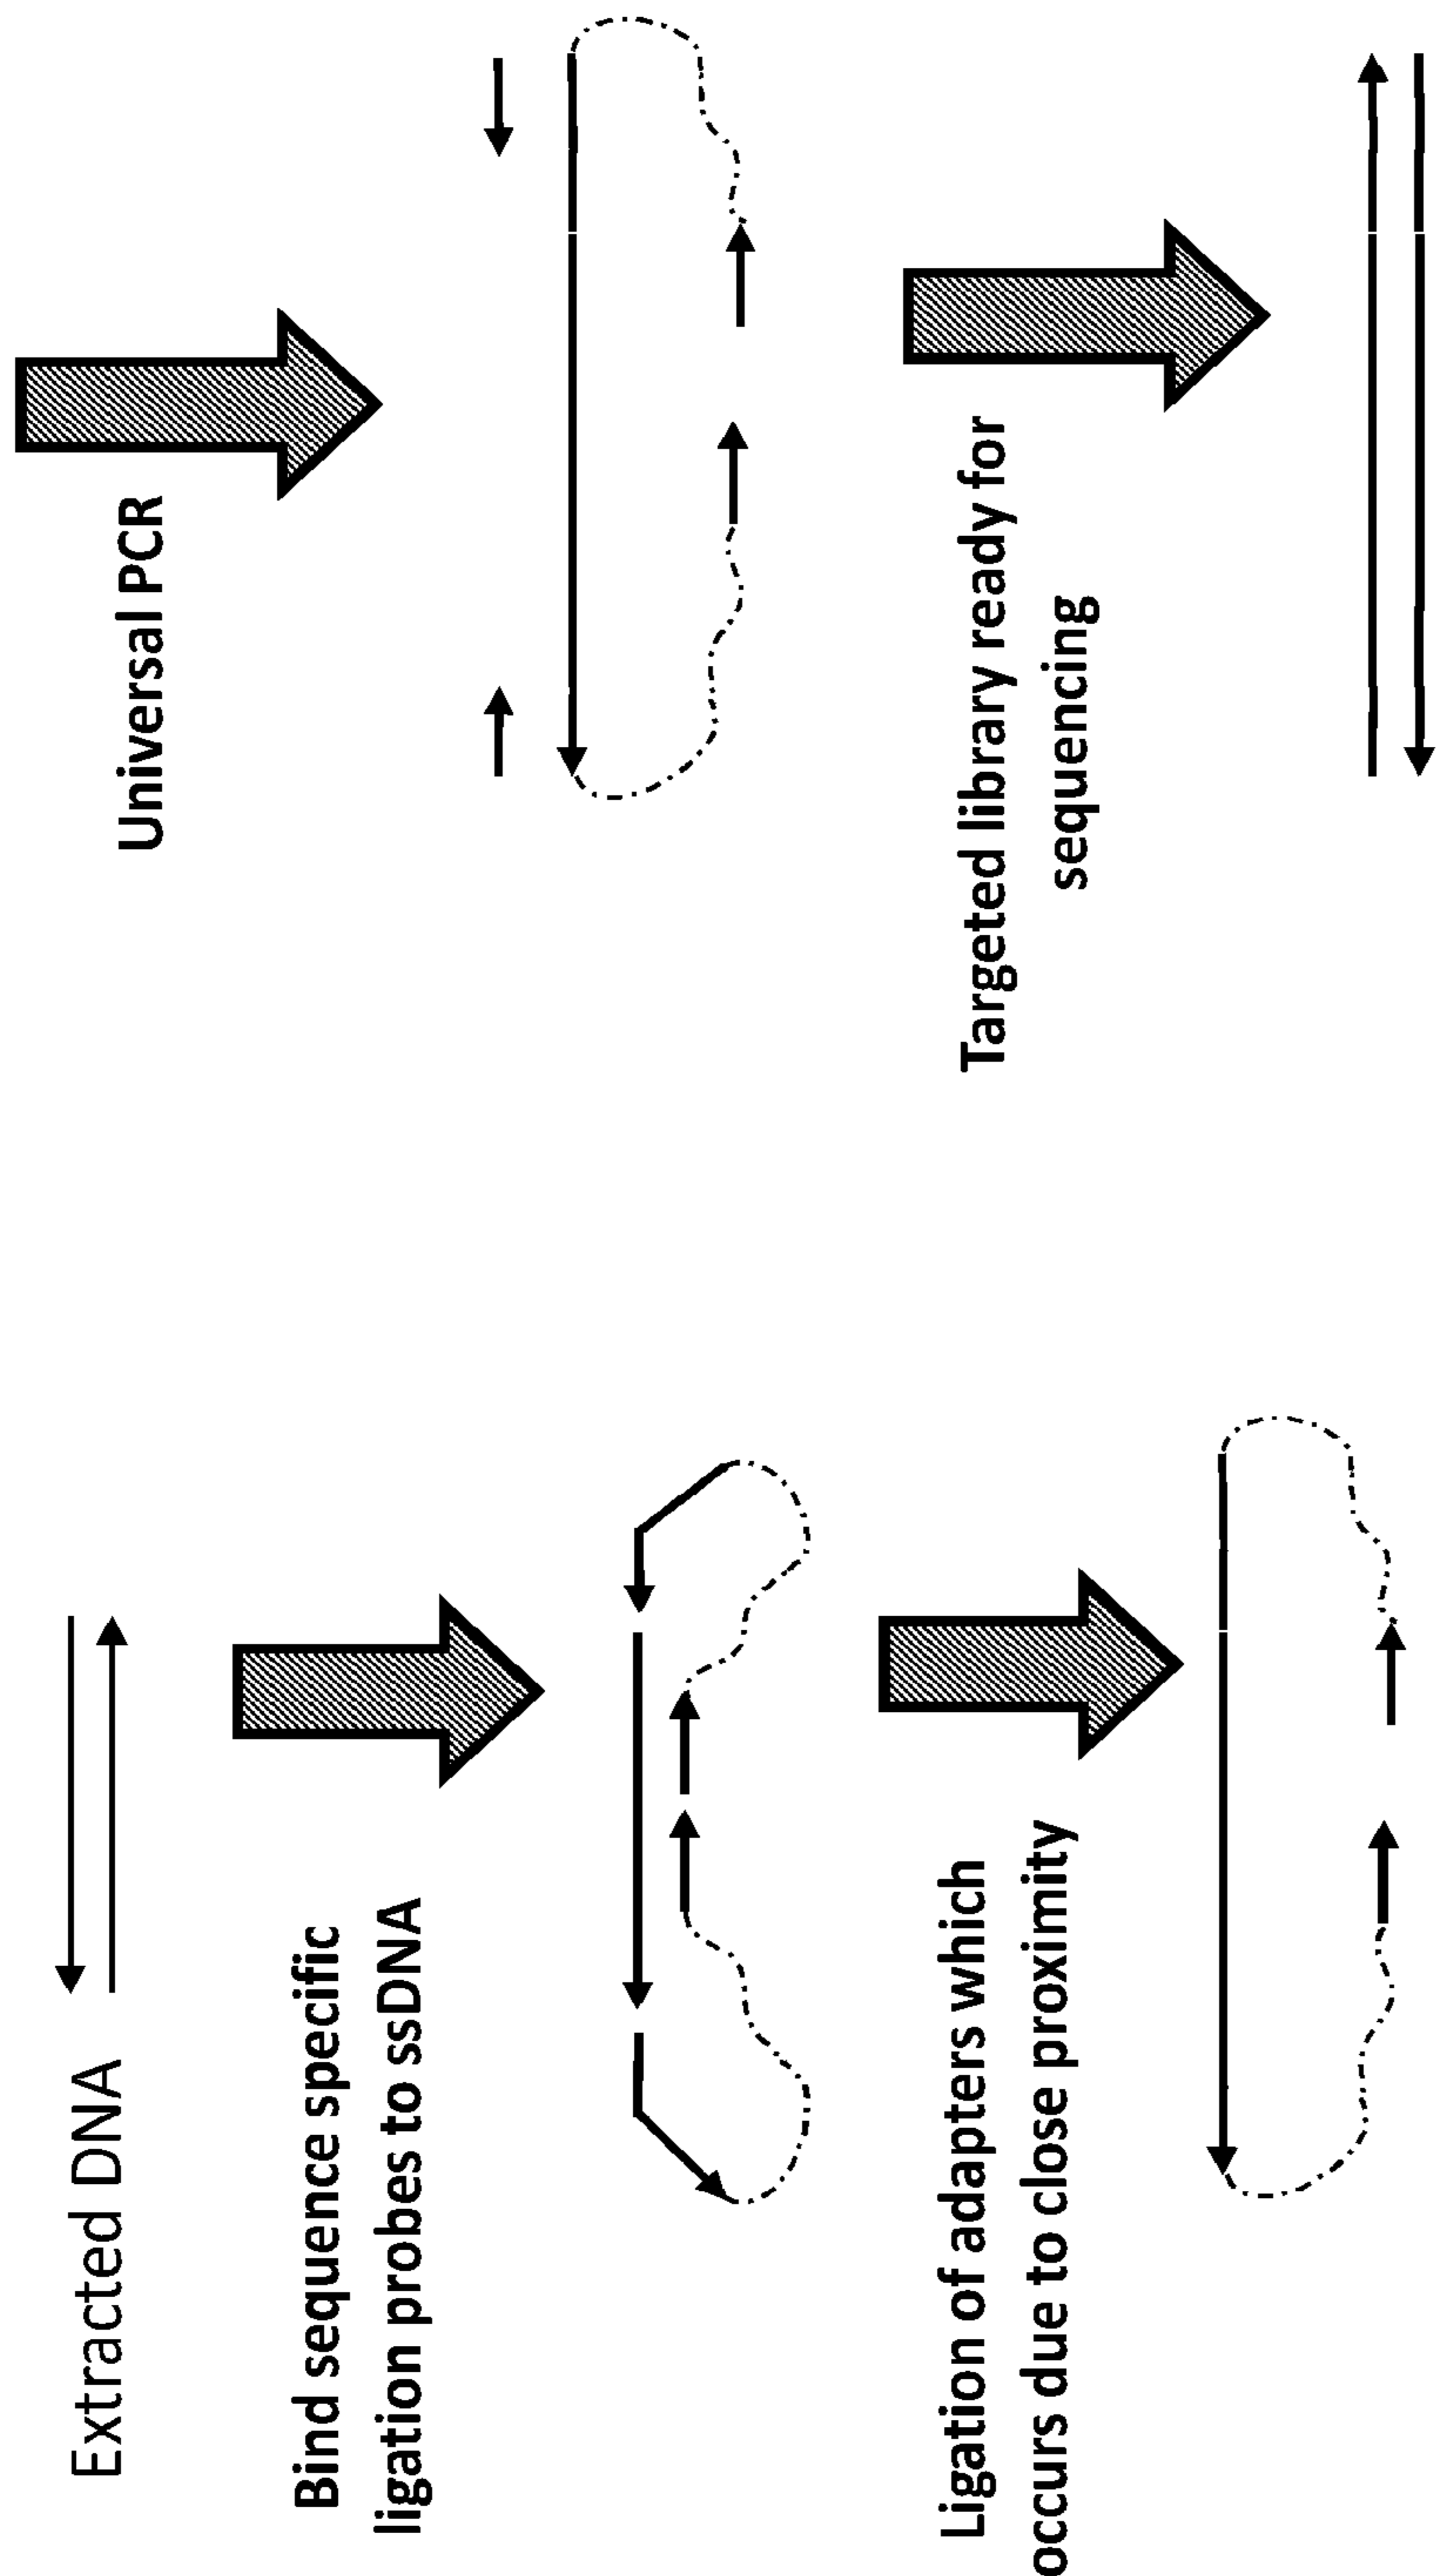 Extracted DNA
Bind sequence specific
ligation probes to ssDNA
Ligation of adapters which
occurs due to close proximity
Universal PCR
Targeted library ready for
sequencing